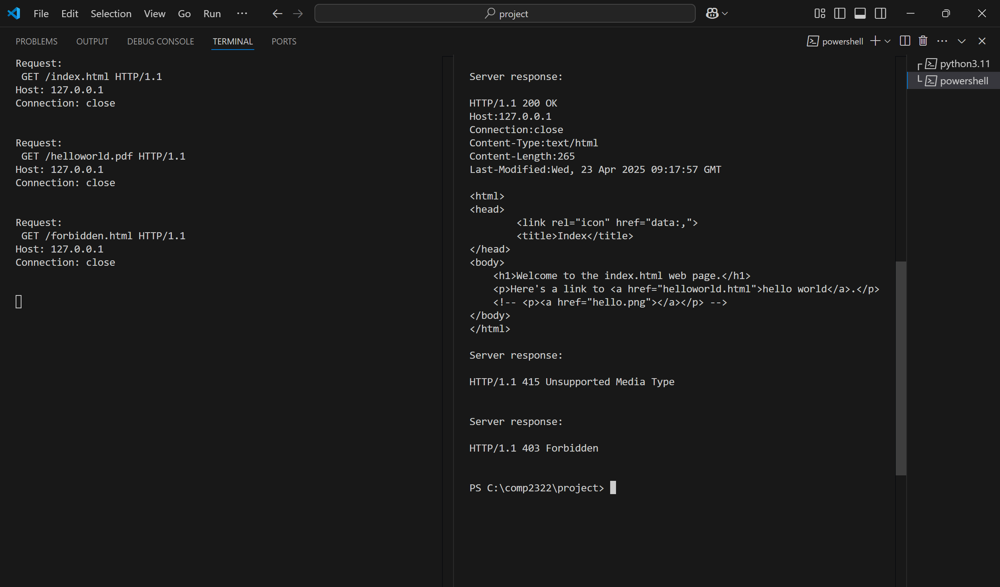 File Edit Selection View Go Run ··· project
PROBLEMS OUTPUT DEBUG CONSOLE TERMINAL PORTS powershell
Request:
 GET /index.html HTTP/1.1
Host: 127.0.0.1
Connection: close
Request:
 GET /helloworld.pdf HTTP/1.1
Host: 127.0.0.1
Connection: close
Request:
 GET /forbidden.html HTTP/1.1
Host: 127.0.0.1
Connection: close
Server response:
HTTP/1.1 200 OK
Host:127.0.0.1
Connection:close
Content-Type:text/html
Content-Length:265
Last-Modified:Wed, 23 Apr 2025 09:17:57 GMT
<html>
<head>
        <link rel="icon" href="data:,">
        <title>Index</title>
</head>
<body>
    <h1>Welcome to the index.html web page.</h1>
    <p>Here's a link to <a href="helloworld.html">hello world</a>.</p>
    <!-- <p><a href="hello.png"></a></p> -->
</body>
</html>
Server response:
HTTP/1.1 415 Unsupported Media Type
Server response:
HTTP/1.1 403 Forbidden
PS C:\comp2322\project>
python3.11
powershell